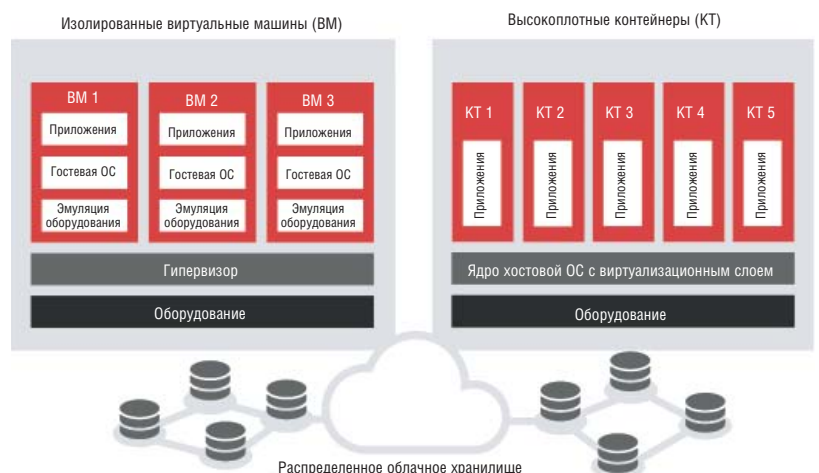 Изолированные виртуальные машины (ВМ)
Высокоплотные контейнеры (КТ)
ВМ 1
Приложения
Гостевая ОС
Эмуляция
оборудования
ВМ 2
Приложения
Гостевая ОС
Эмуляция
оборудования
ВМ 3
Приложения
Гостевая ОС
Эмуляция
оборудования
Гипервизор
Оборудование
КТ 1
Приложения
КТ 2
Приложения
КТ 3
Приложения
КТ 4
Приложения
КТ 5
Приложения
Ядро хостовой ОС с виртуализационным слоем
Оборудование
Распределенное облачное хранилище